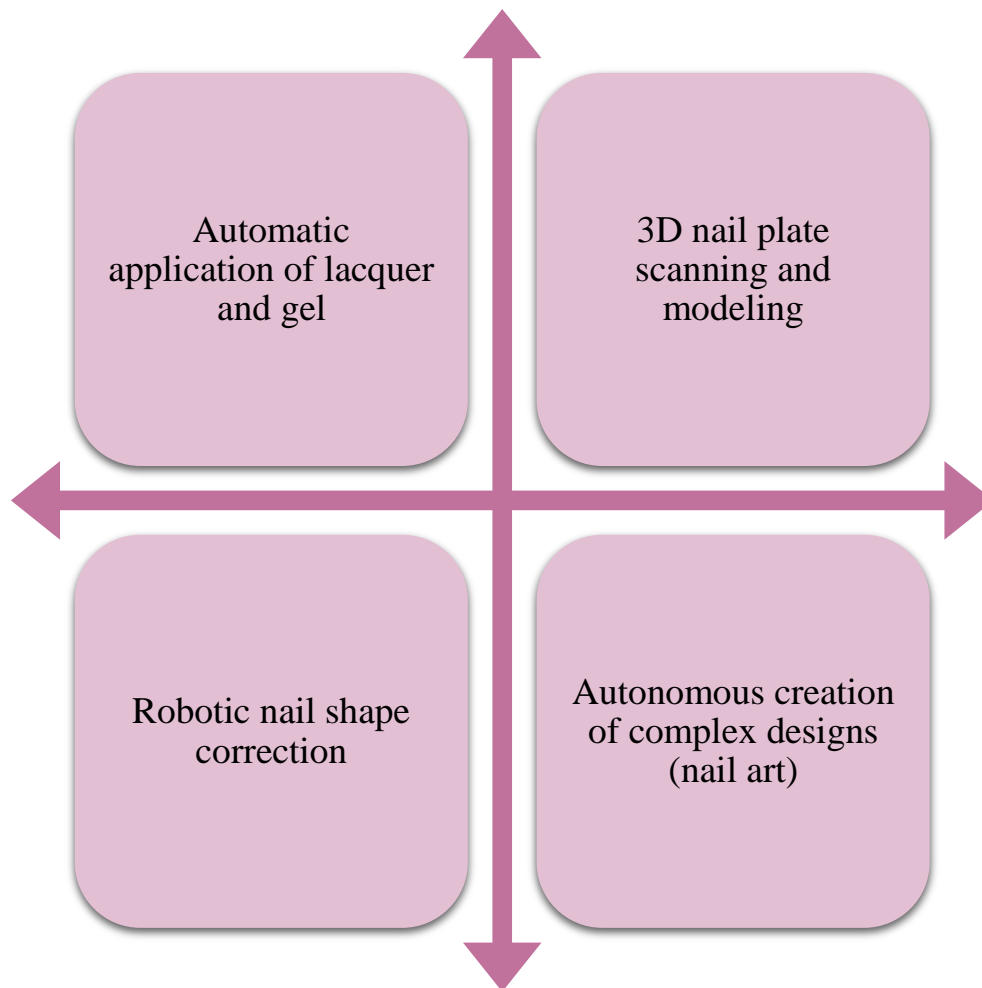 Automatic
application of lacquer
and gel
3D nail plate
scanning and
modeling
Robotic nail shape
correction
Autonomous creation
of complex designs
(nail art)